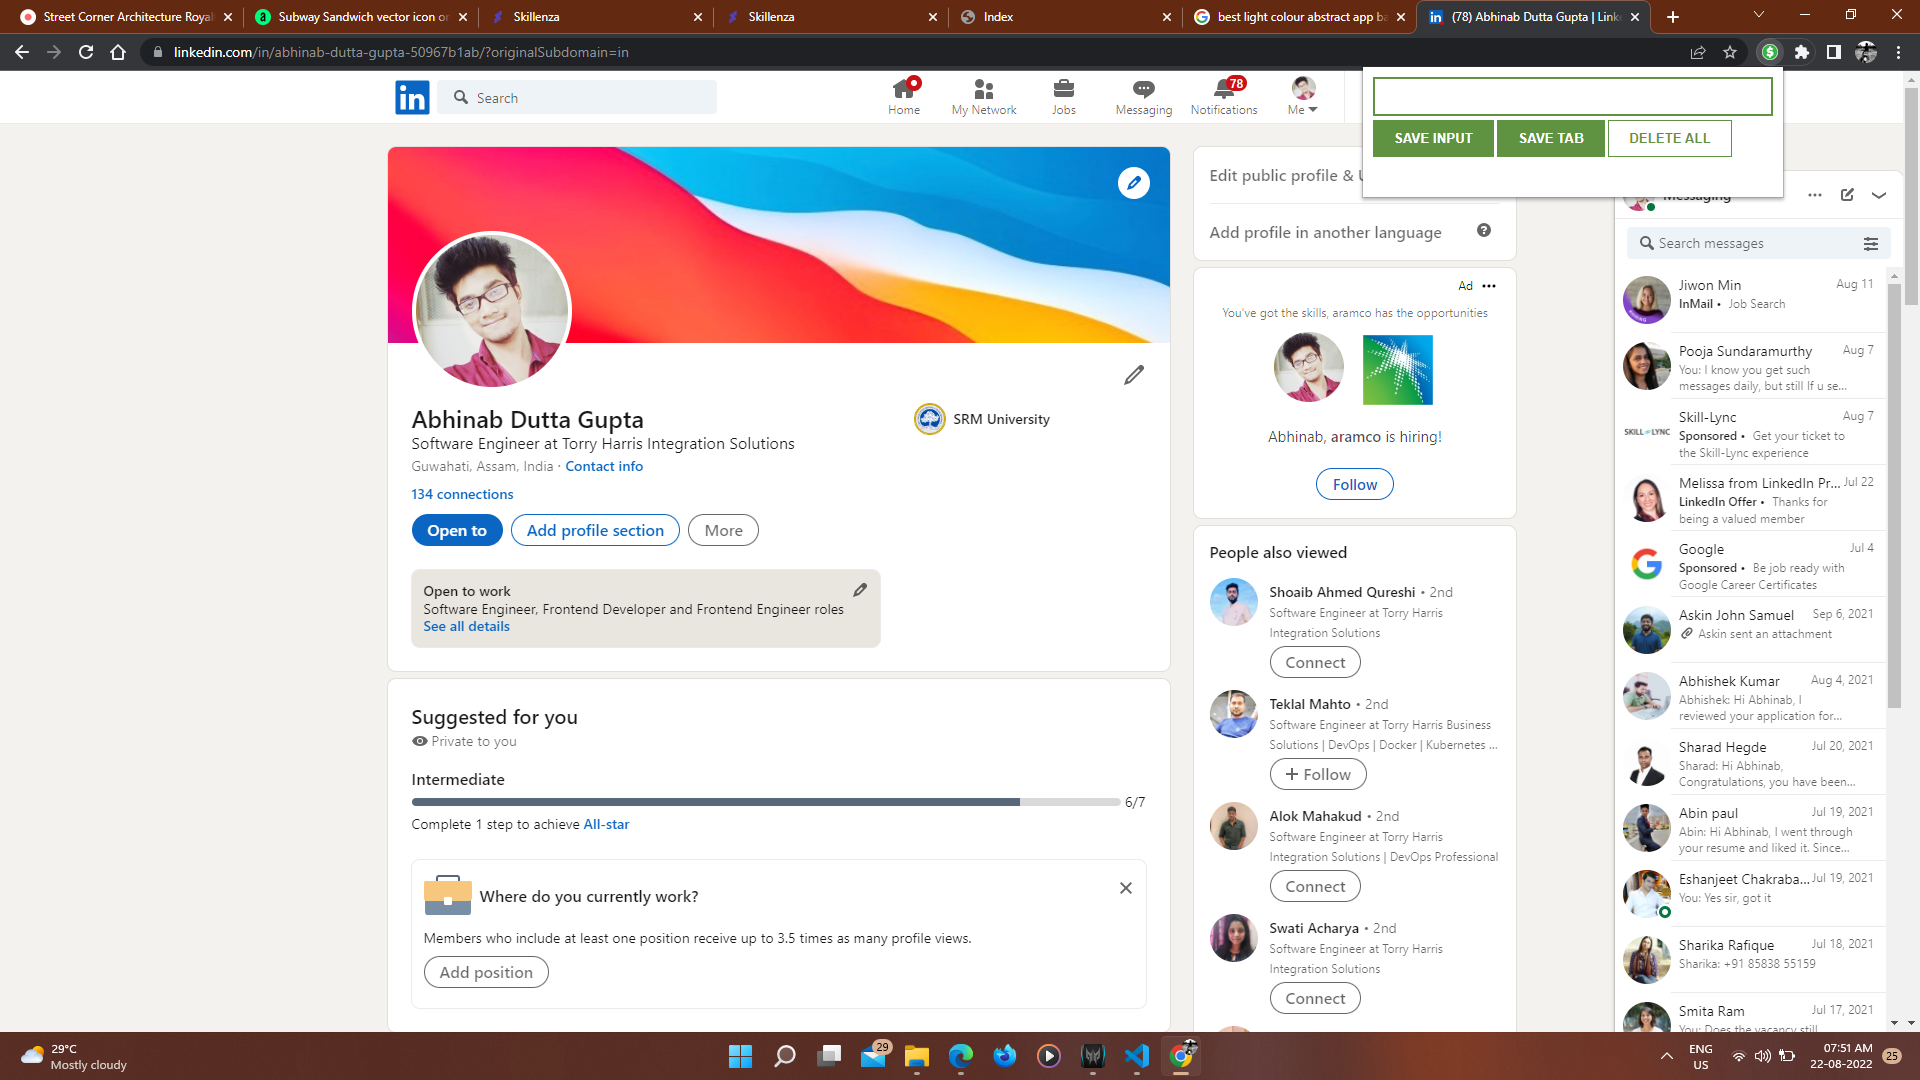 Street Corner Architecture Royal
Subway Sandwich vector icon or
Skillenza
Skillenza
Index
best light colour abstract app ba
(78) Abhinab Dutta Gupta | Link
linkedin.com/in/abhinab-dutta-gupta-50967b1ab/?originalSubdomain=in
in
Search
Home
My Network
Jobs
Messaging
78
Notifications
Me
SAVE INPUT
SAVE TAB
DELETE ALL
Abhinab Dutta Gupta
Software Engineer at Torry Harris Integration Solutions
Guwahati, Assam, India · Contact info
134 connections
Open to
Add profile section
More
SRM University
Open to work
Software Engineer, Frontend Developer and Frontend Engineer roles
See all details
Suggested for you
Private to you
Intermediate
6/7
Complete 1 step to achieve All-star
Where do you currently work?
Members who include at least one position receive up to 3.5 times as many profile views.
Add position
Edit public profile & U
Add profile in another language
Ad
You've got the skills, aramco has the opportunities
Abhinab, aramco is hiring!
Follow
People also viewed
Shoaib Ahmed Qureshi • 2nd
Software Engineer at Torry Harris
Integration Solutions
Connect
Teklal Mahto • 2nd
Software Engineer at Torry Harris Business
Solutions | DevOps | Docker | Kubernetes ...
+ Follow
Alok Mahakud • 2nd
Software Engineer at Torry Harris
Integration Solutions | DevOps Professional
Connect
Swati Acharya • 2nd
Software Engineer at Torry Harris
Integration Solutions
Connect
Messaging
Search messages
Jiwon Min
Aug 11
InMail • Job Search
Pooja Sundaramurthy
Aug 7
You: I know you get such
messages daily, but still If u se...
SKILL-LYNC
Skill-Lync
Aug 7
Sponsored • Get your ticket to
the Skill-Lync experience
Melissa from LinkedIn Pr...
Jul 22
LinkedIn Offer • Thanks for
being a valued member
Google
Jul 4
Sponsored • Be job ready with
Google Career Certificates
Askin John Samuel
Sep 6, 2021
Askin sent an attachment
Abhishek Kumar
Aug 4, 2021
Abhishek: Hi Abhinab, I
reviewed your application for...
Sharad Hegde
Jul 20, 2021
Sharad: Hi Abhinab,
Congratulations, you have been...
Abin paul
Jul 19, 2021
Abin: Hi Abhinab, I went through
your resume and liked it. Since...
Eshanjeet Chakraba...
Jul 19, 2021
You: Yes sir, got it
Sharika Rafique
Jul 18, 2021
Sharika: +91 85838 55159
Smita Ram
Jul 17, 2021
You: Does the vacancy still
29°C
Mostly cloudy
29
ENG
US
07:51 AM
22-08-2022
25